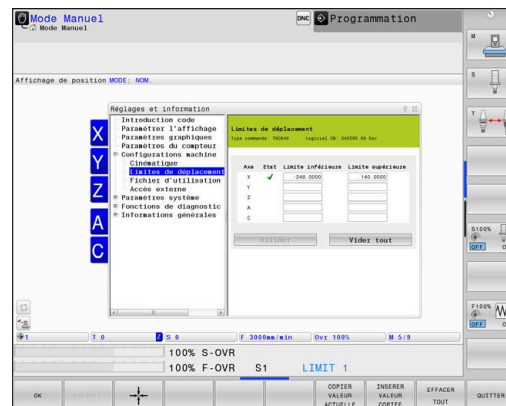 Mode Manuel
Mode Manuel
DNC
Programmation
Affichage de position MODE: NOM.
X
Y
Z
A
C
Réglages et information
Introduction code
Paramétrer l'affichage
Paramètres graphiques
Paramètres du compteur
Configurations machine
Cinématique
Limites de déplacement
Fichier d'utilisation
Accès externe
Paramètres système
Fonctions de diagnostic
Informations générales
Limites de déplacement
Axe Etat Limite inférieure Limite supérieure
X -240.0000 140.0000
Y
Z
A
C
Valider
Vider tout
1 T 0 Z S 0 F 3000mm/min Ovr 100% M 5/9
100% S-OVR
100% F-OVR S1 LIMIT 1
M
S
T
S100%
OFF
F100%
OFF
OK
COPIER VALEUR ACTUELLE
INSERER VALEUR COPIEE
EFFACER TOUT
QUITTER